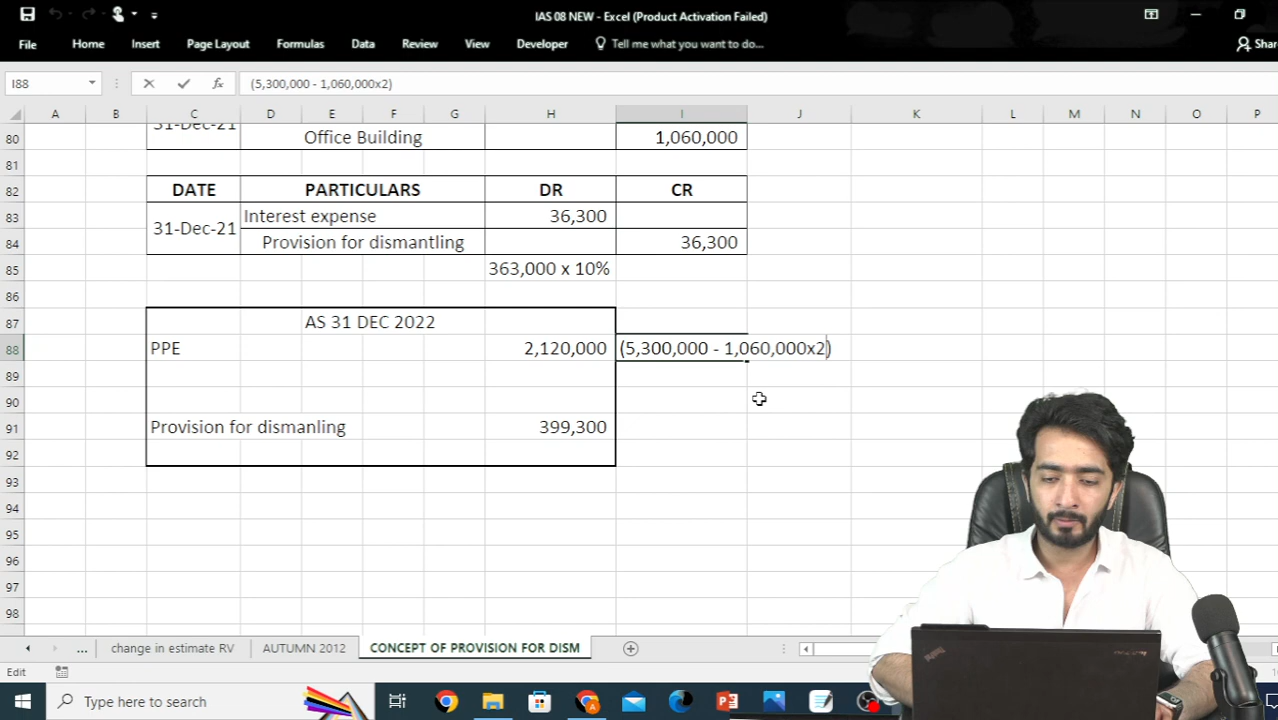 IAS 08 NEW - Excel (Product Activation Failed)
File Home Insert Page Layout Formulas Data Review View Developer Tell me what you want to do... Shar
I88 fx (5,300,000 - 1,060,000x2)
A B C D E F G H I J K L M N O P
31-Dec-21
80 Office Building 1,060,000
81
82 DATE PARTICULARS DR CR
83 Interest expense 36,300
31-Dec-21
84 Provision for dismantling 36,300
85 363,000 x 10%
86
87 AS 31 DEC 2022
88 PPE 2,120,000 (5,300,000 - 1,060,000x2)
89
90
91 Provision for dismanling 399,300
92
93
94
95
96
97
98
... change in estimate RV AUTUMN 2012 CONCEPT OF PROVISION FOR DISM
Edit
Type here to search